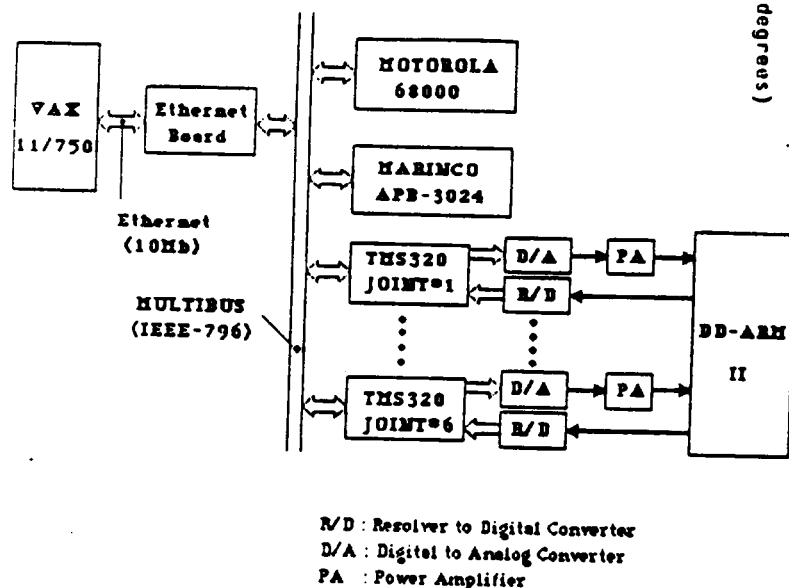 degrees)
MOTOROLA
68000
VAX
11/750
Ethernet
Board
MARINCO
APB-3024
Ethernet
(10Mb)
TMS320
JOINT#1
D/A
PA
R/D
MULTIBUS
(IEEE-796)
DD-ARM
II
TMS320
JOINT#6
D/A
PA
R/D
R/D : Resolver to Digital Converter
D/A : Digital to Analog Converter
PA : Power Amplifier